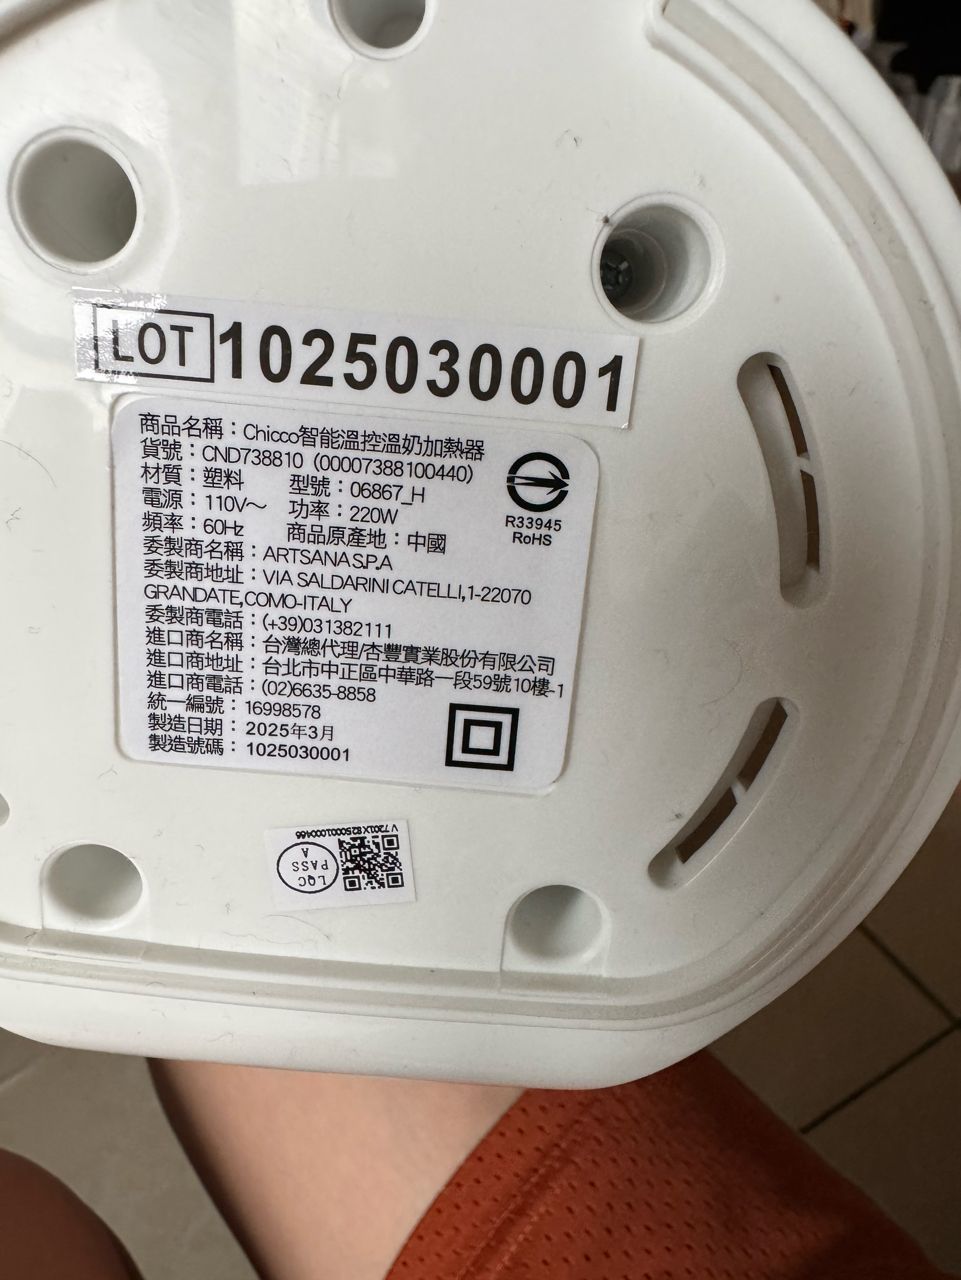 LOT 1025030001
商品名稱：Chicco智能溫控溫奶加熱器
貨號：CND738810 (00007388100440)
材質：塑料 型號：06867_H
電源：110V～ 功率：220W
頻率：60Hz 商品原產地：中國
委製商名稱：ARTSANA S.P.A
委製商地址：VIA SALDARINI CATELLI,1-22070
GRANDATE,COMO-ITALY
委製商電話：(+39)031382111
進口商名稱：台灣總代理/杏豐實業股份有限公司
進口商地址：台北市中正區中華路一段59號10樓-1
進口商電話：(02)6635-8858
統一編號：16998578
製造日期：2025年3月
製造號碼：1025030001
R33945
RoHS
V7201X8250001000466
LQC
PASS
A